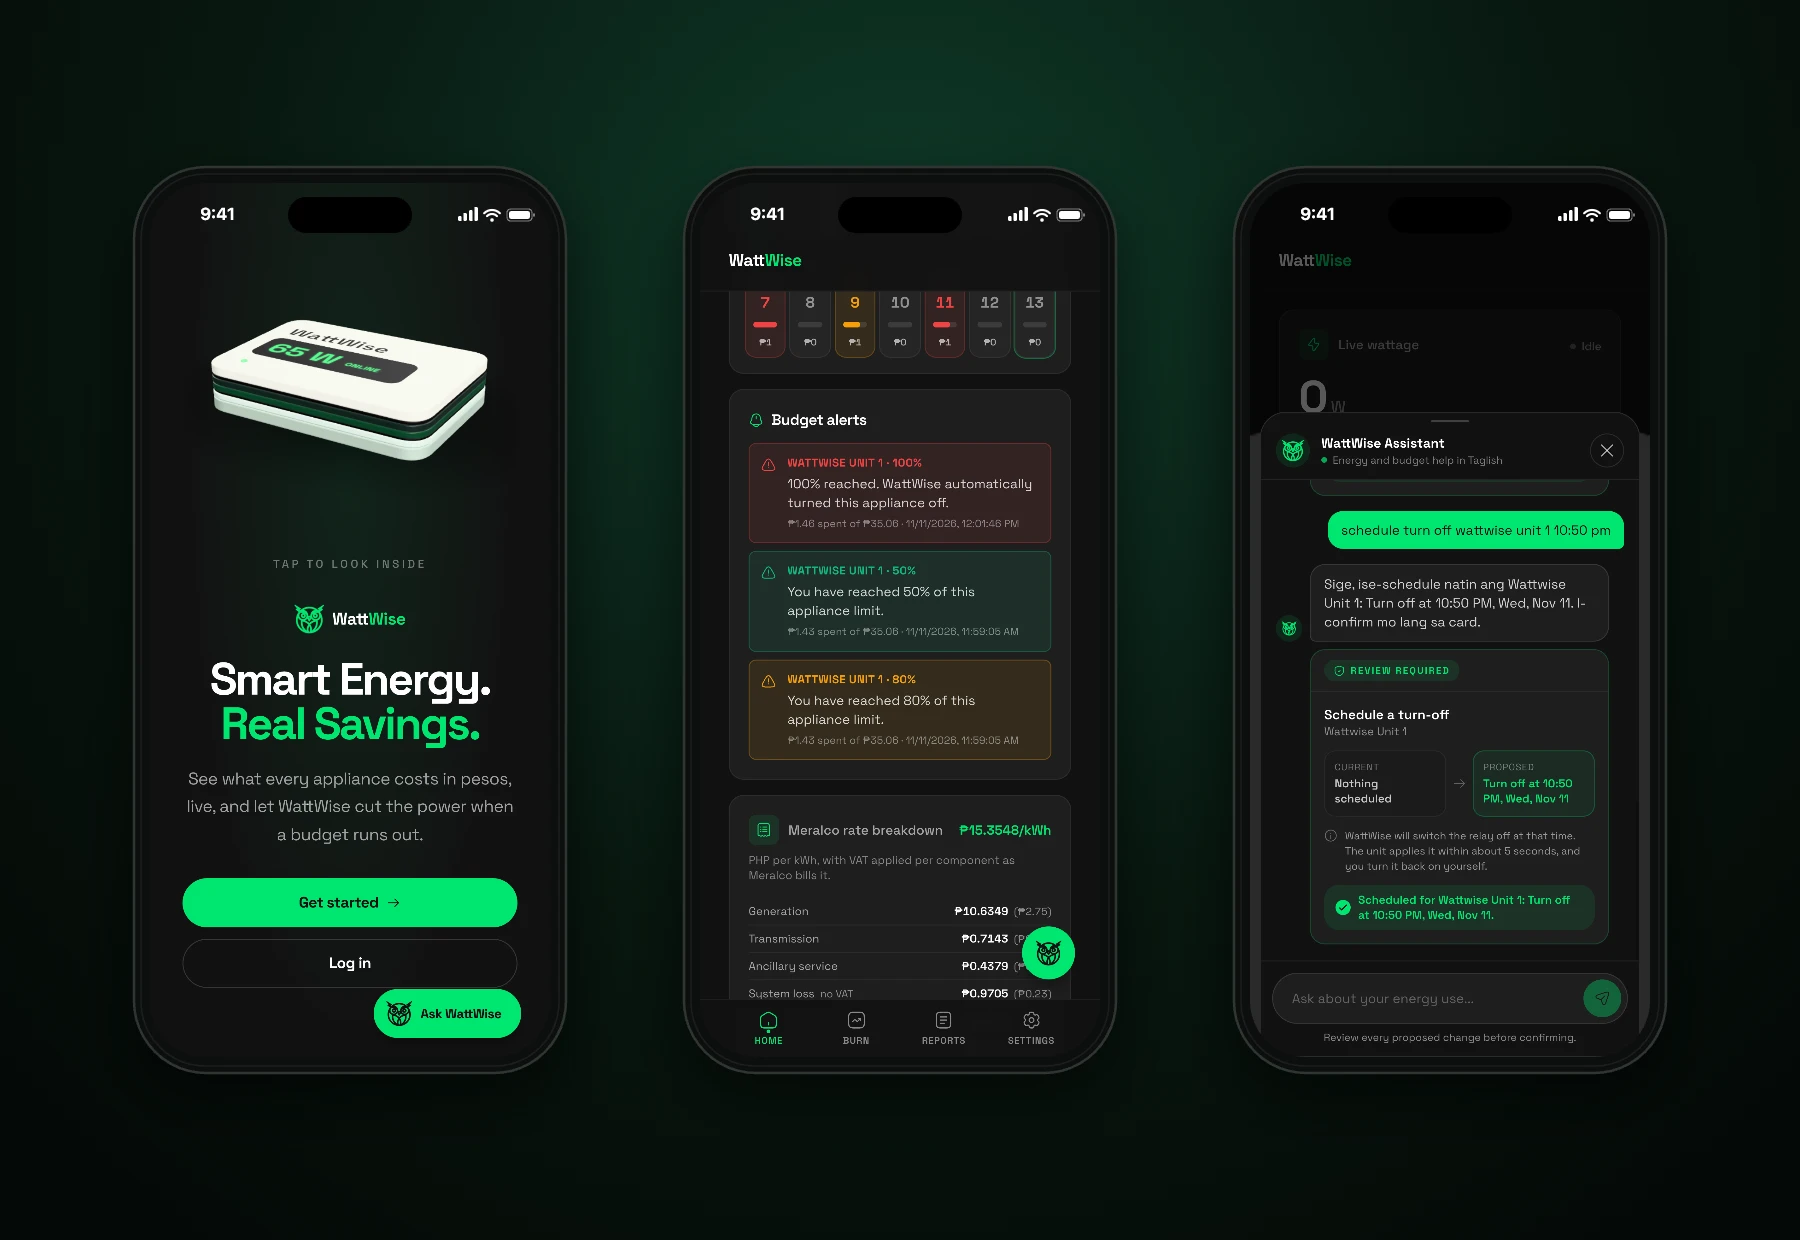 9:41
WattWise
65 W ONLINE
TAP TO LOOK INSIDE
WattWise
Smart Energy.
Real Savings.
See what every appliance costs in pesos,
live, and let WattWise cut the power when
a budget runs out.
Get started →
Log in
Ask WattWise
9:41
WattWise
7 8 9 10 11 12 13
₱1 ₱0 ₱1 ₱0 ₱1 ₱0 ₱0
Budget alerts
WATTWISE UNIT 1 · 100%
100% reached. WattWise automatically
turned this appliance off.
₱1.46 spent of ₱35.06 · 11/11/2026, 12:01:46 PM
WATTWISE UNIT 1 · 50%
You have reached 50% of this
appliance limit.
₱1.43 spent of ₱35.06 · 11/11/2026, 11:59:05 AM
WATTWISE UNIT 1 · 80%
You have reached 80% of this
appliance limit.
₱1.43 spent of ₱35.06 · 11/11/2026, 11:59:05 AM
Meralco rate breakdown ₱15.3548/kWh
PHP per kWh, with VAT applied per component as
Meralco bills it.
Generation ₱10.6349 (₱2.75)
Transmission ₱0.7143
Ancillary service ₱0.4379
System loss no VAT ₱0.9705 (₱0.23)
HOME BURN REPORTS SETTINGS
9:41
WattWise
Live wattage Idle
0 W
WattWise Assistant
Energy and budget help in Taglish
schedule turn off wattwise unit 1 10:50 pm
Sige, ise-schedule natin ang Wattwise
Unit 1: Turn off at 10:50 PM, Wed, Nov 11. I-
confirm mo lang sa card.
REVIEW REQUIRED
Schedule a turn-off
Wattwise Unit 1
CURRENT
Nothing
scheduled
→
PROPOSED
Turn off at 10:50
PM, Wed, Nov 11
WattWise will switch the relay off at that time.
The unit applies it within about 5 seconds, and
you turn it back on yourself.
Scheduled for Wattwise Unit 1: Turn off
at 10:50 PM, Wed, Nov 11.
Ask about your energy use...
Review every proposed change before confirming.